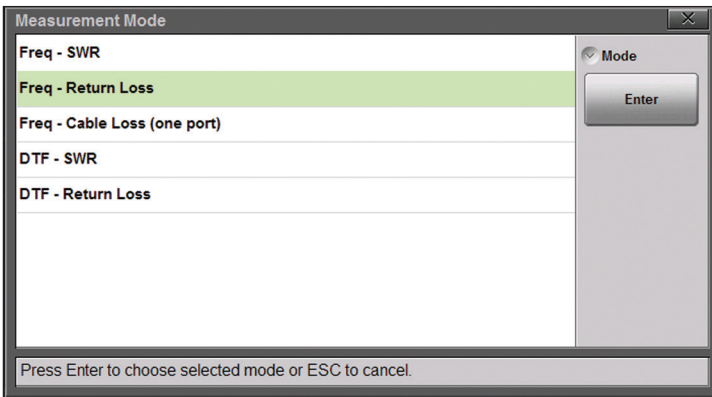 Measurement Mode
Freq - SWR
Mode
Freq - Return Loss
Enter
Freq - Cable Loss (one port)
DTF - SWR
DTF - Return Loss
Press Enter to choose selected mode or ESC to cancel.